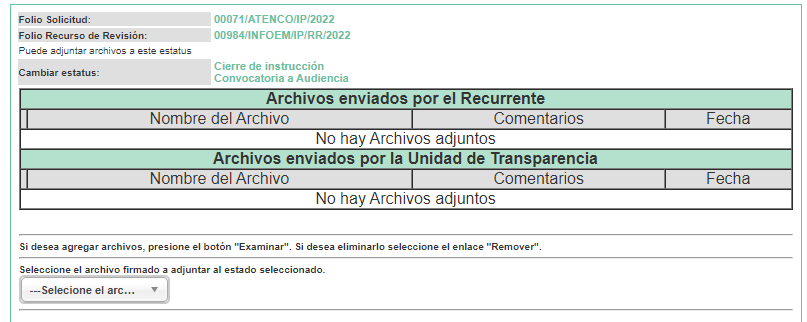 Folio Solicitud: 00071/ATENCO/IP/2022
Folio Recurso de Revisión: 00984/INFOEM/IP/RR/2022
Puede adjuntar archivos a este estatus
Cambiar estatus: Cierre de instrucción
Convocatoria a Audiencia
Archivos enviados por el Recurrente
Nombre del Archivo Comentarios Fecha
No hay Archivos adjuntos
Archivos enviados por la Unidad de Transparencia
Nombre del Archivo Comentarios Fecha
No hay Archivos adjuntos
Si desea agregar archivos, presione el botón "Examinar". Si desea eliminarlo seleccione el enlace "Remover".
Seleccione el archivo firmado a adjuntar al estado seleccionado.
---Selecione el arc...